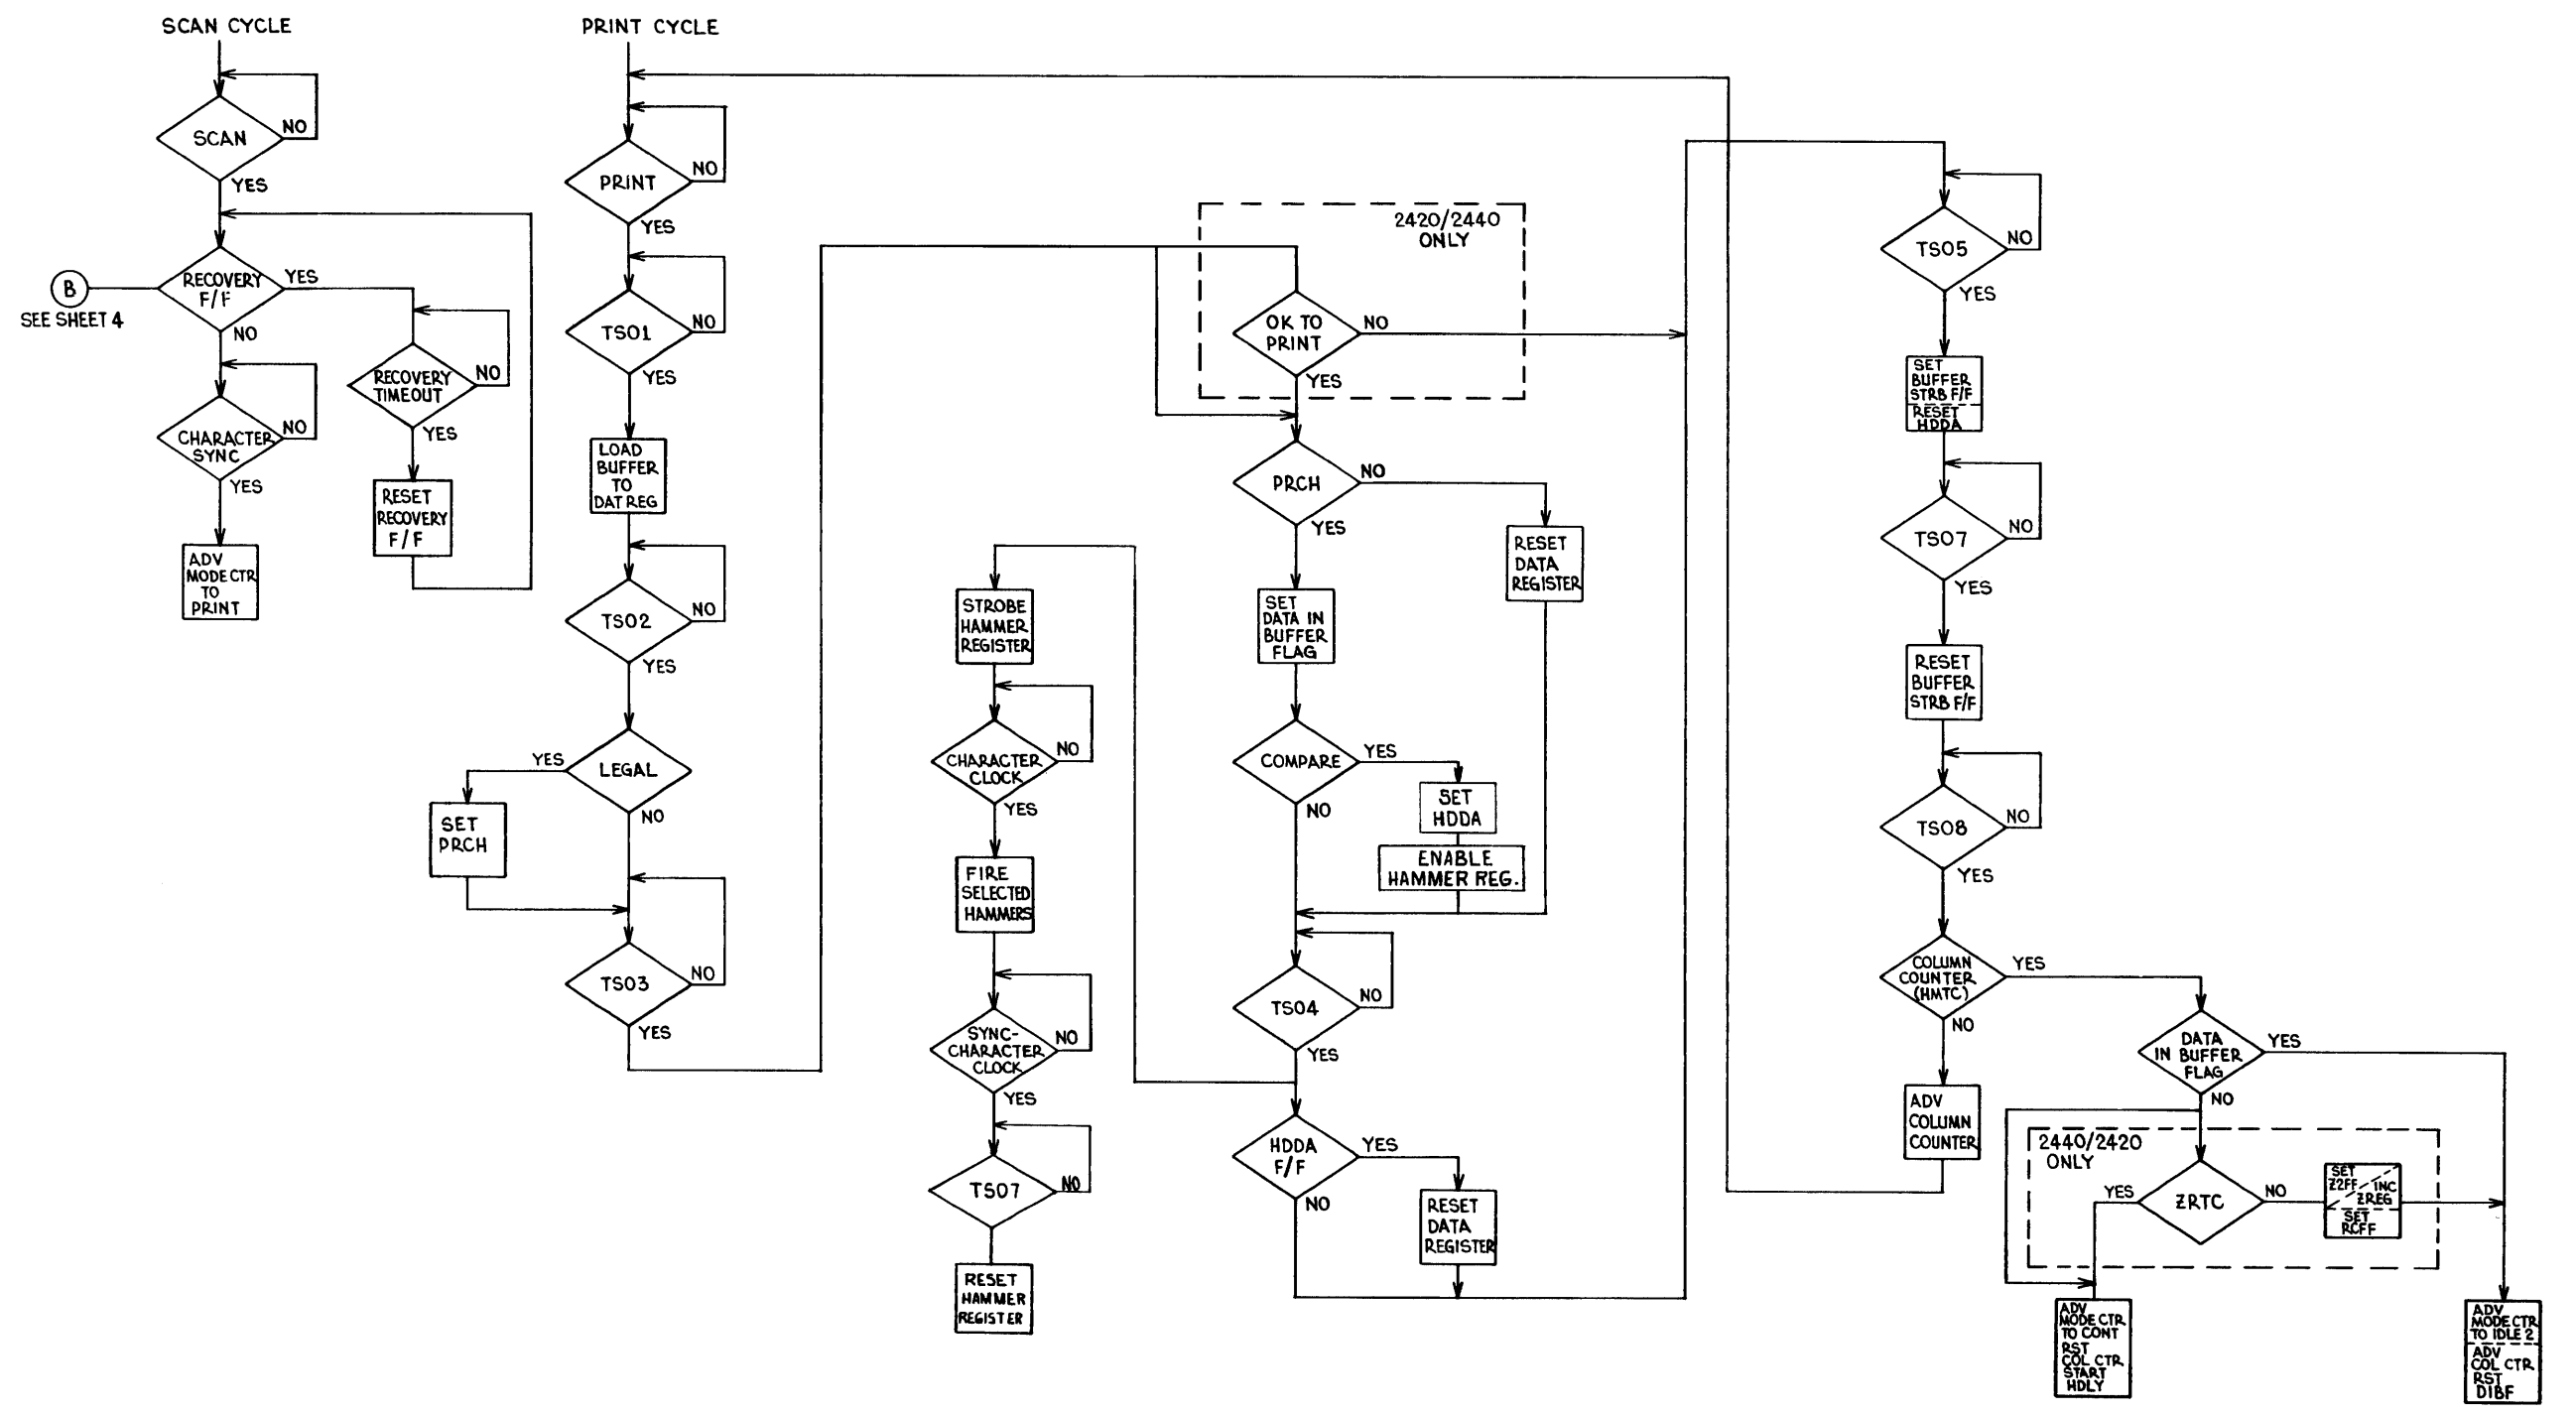 SCAN CYCLE
SCAN
NO
YES
RECOVERY
F/F
YES
NO
B
SEE SHEET 4
RECOVERY
TIMEOUT
NO
YES
CHARACTER
SYNC
NO
YES
RESET
RECOVERY
F/F
ADV
MODE CTR
TO
PRINT
PRINT CYCLE
PRINT
NO
YES
TS01
NO
YES
LOAD
BUFFER
TO
DAT REG
TS02
NO
YES
LEGAL
YES
NO
SET
PRCH
TS03
NO
YES
2420/2440
ONLY
OK TO
PRINT
NO
YES
PRCH
NO
YES
RESET
DATA
REGISTER
SET
DATA IN
BUFFER
FLAG
COMPARE
YES
NO
SET
HDDA
ENABLE
HAMMER REG.
TS04
NO
YES
HDDA
F/F
YES
NO
RESET
DATA
REGISTER
STROBE
HAMMER
REGISTER
CHARACTER
CLOCK
NO
YES
FIRE
SELECTED
HAMMERS
SYNC-
CHARACTER
CLOCK
NO
YES
TS07
NO
RESET
HAMMER
REGISTER
TS05
NO
YES
SET
BUFFER
STRB F/F
RESET
HDDA
TS07
NO
YES
RESET
BUFFER
STRB F/F
TS08
NO
YES
COLUMN
COUNTER
(HMTC)
YES
NO
ADV
COLUMN
COUNTER
DATA
IN BUFFER
FLAG
YES
NO
2440/2420
ONLY
ZRTC
YES
NO
SET
Z2FF
INC
ZREG
SET
RCFF
ADV
MODE CTR
TO CONT
RST
COL CTR
START
HDLY
ADV
MODE CTR
TO IDLE 2
ADV
COL CTR
RST
DIBF